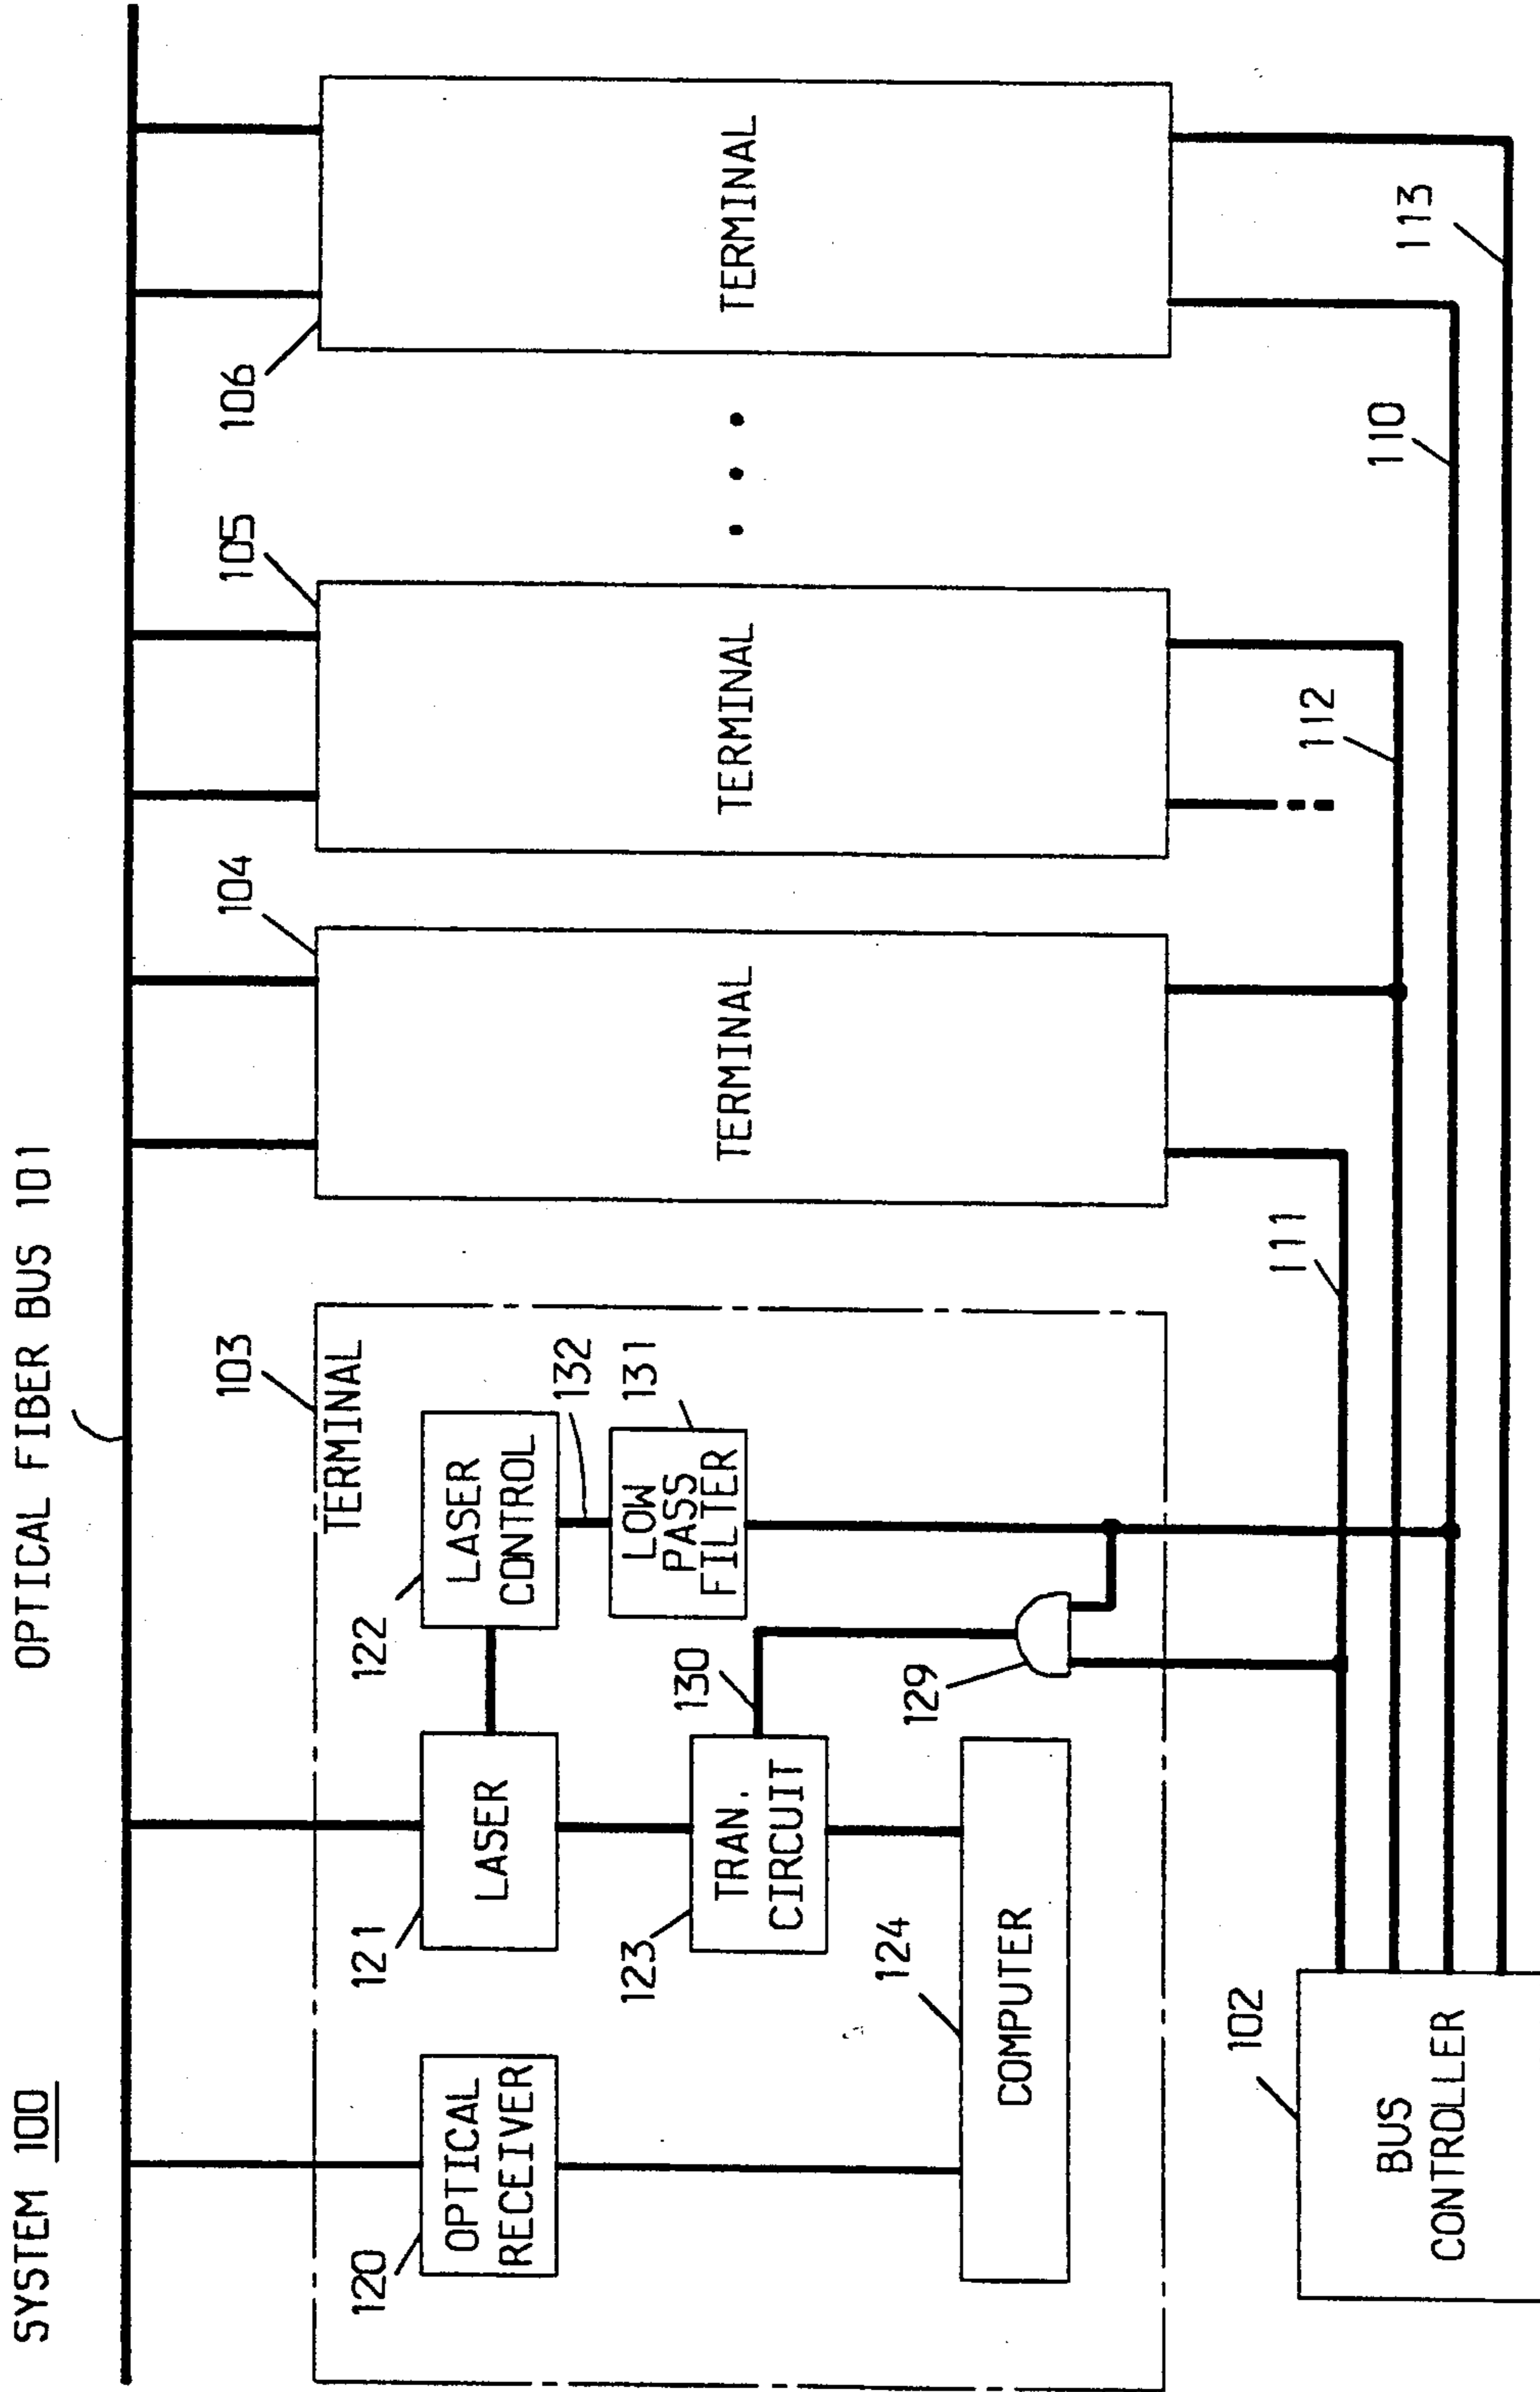 SYSTEM 100
OPTICAL FIBER BUS 101
103
104
105
106
TERMINAL
120
OPTICAL
RECEIVER
121
LASER
122
LASER
CONTROL
132
131
LOW
PASS
FILTER
123
TRAN.
CIRCUIT
130
124
COMPUTER
129
TERMINAL
TERMINAL
TERMINAL
102
BUS
CONTROLLER
111
112
110
113